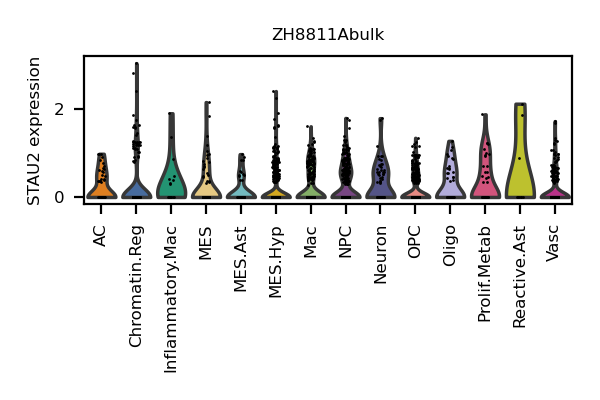 ZH8811Abulk
STAU2 expression
2
0
AC
Chromatin.Reg
Inflammatory.Mac
MES
MES.Ast
MES.Hyp
Mac
NPC
Neuron
OPC
Oligo
Prolif.Metab
Reactive.Ast
Vasc